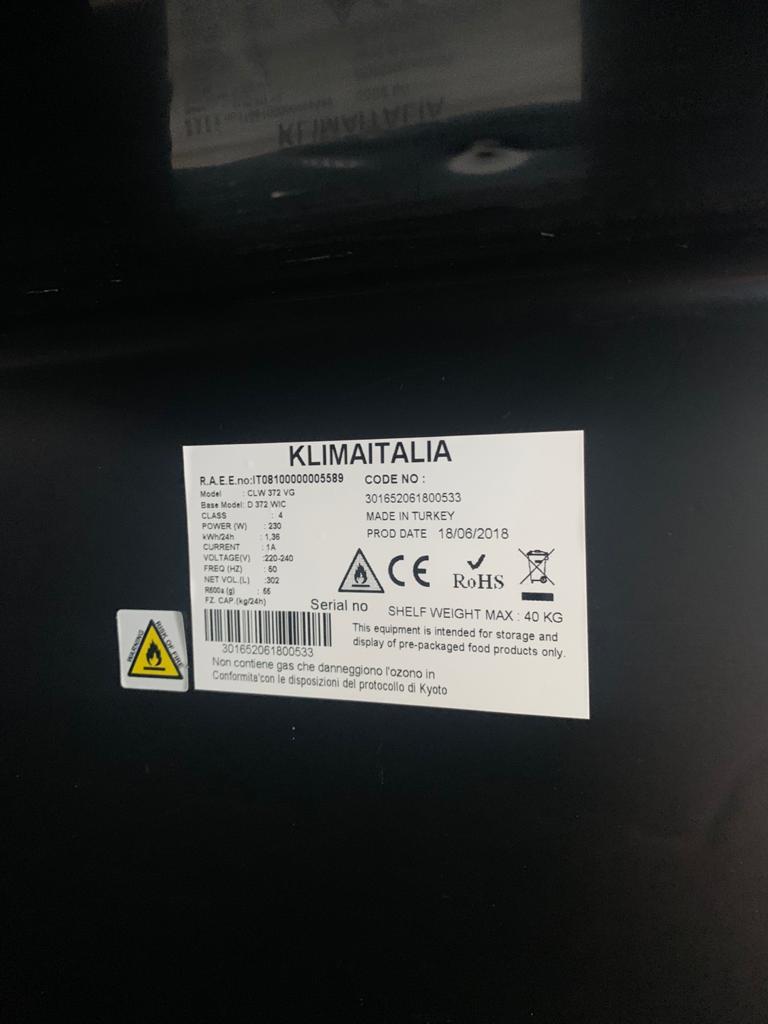 KLIMAITALIA
R.A.E.E.no:IT08100000005589
Model : CLW 372 VG
Base Model: D 372 WIC
CLASS : 4
POWER (W) : 230
kWh/24h : 1,36
CURRENT : 1A
VOLTAGE(V) :220-240
FREQ (HZ) : 50
NET VOL.(L) :302
R600a (g) : 55
FZ. CAP.(kg/24h)
CODE NO :
301652061800533
MADE IN TURKEY
PROD DATE 18/06/2018
CE
RoHS
Serial no
301652061800533
SHELF WEIGHT MAX : 40 KG
This equipment is intended for storage and
display of pre-packaged food products only.
Non contiene gas che danneggiono l'ozono in
Conformita'con le disposizioni del protocollo di Kyoto
WARNING
RISK OF FIRE